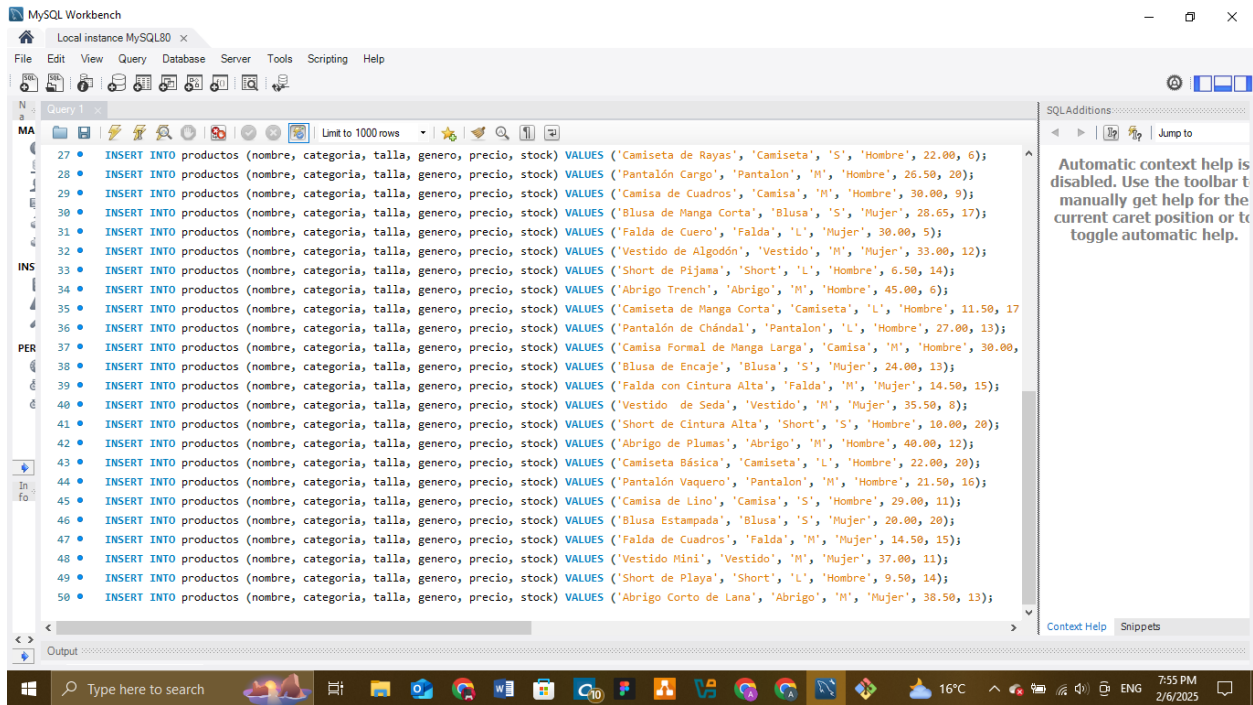 MySQL Workbench
Local instance MySQL80
File Edit View Query Database Server Tools Scripting Help
Query 1
SQLAdditions
MA
Limit to 1000 rows
Jump to
27 INSERT INTO productos (nombre, categoria, talla, genero, precio, stock) VALUES ('Camiseta de Rayas', 'Camiseta', 'S', 'Hombre', 22.00, 6);
28 INSERT INTO productos (nombre, categoria, talla, genero, precio, stock) VALUES ('Pantalón Cargo', 'Pantalon', 'M', 'Hombre', 26.50, 20);
29 INSERT INTO productos (nombre, categoria, talla, genero, precio, stock) VALUES ('Camisa de Cuadros', 'Camisa', 'M', 'Hombre', 30.00, 9);
30 INSERT INTO productos (nombre, categoria, talla, genero, precio, stock) VALUES ('Blusa de Manga Corta', 'Blusa', 'S', 'Mujer', 28.65, 17);
31 INSERT INTO productos (nombre, categoria, talla, genero, precio, stock) VALUES ('Falda de Cuero', 'Falda', 'L', 'Mujer', 30.00, 5);
32 INSERT INTO productos (nombre, categoria, talla, genero, precio, stock) VALUES ('Vestido de Algodón', 'Vestido', 'M', 'Mujer', 33.00, 12);
33 INSERT INTO productos (nombre, categoria, talla, genero, precio, stock) VALUES ('Short de Pijama', 'Short', 'L', 'Hombre', 6.50, 14);
34 INSERT INTO productos (nombre, categoria, talla, genero, precio, stock) VALUES ('Abrigo Trench', 'Abrigo', 'M', 'Hombre', 45.00, 6);
35 INSERT INTO productos (nombre, categoria, talla, genero, precio, stock) VALUES ('Camiseta de Manga Corta', 'Camiseta', 'L', 'Hombre', 11.50, 17
36 INSERT INTO productos (nombre, categoria, talla, genero, precio, stock) VALUES ('Pantalón de Chándal', 'Pantalon', 'L', 'Hombre', 27.00, 13);
37 INSERT INTO productos (nombre, categoria, talla, genero, precio, stock) VALUES ('Camisa Formal de Manga Larga', 'Camisa', 'M', 'Hombre', 30.00,
38 INSERT INTO productos (nombre, categoria, talla, genero, precio, stock) VALUES ('Blusa de Encaje', 'Blusa', 'S', 'Mujer', 24.00, 13);
39 INSERT INTO productos (nombre, categoria, talla, genero, precio, stock) VALUES ('Falda con Cintura Alta', 'Falda', 'M', 'Mujer', 14.50, 15);
40 INSERT INTO productos (nombre, categoria, talla, genero, precio, stock) VALUES ('Vestido  de Seda', 'Vestido', 'M', 'Mujer', 35.50, 8);
41 INSERT INTO productos (nombre, categoria, talla, genero, precio, stock) VALUES ('Short de Cintura Alta', 'Short', 'S', 'Hombre', 10.00, 20);
42 INSERT INTO productos (nombre, categoria, talla, genero, precio, stock) VALUES ('Abrigo de Plumas', 'Abrigo', 'M', 'Hombre', 40.00, 12);
43 INSERT INTO productos (nombre, categoria, talla, genero, precio, stock) VALUES ('Camiseta Básica', 'Camiseta', 'L', 'Hombre', 22.00, 20);
44 INSERT INTO productos (nombre, categoria, talla, genero, precio, stock) VALUES ('Pantalón Vaquero', 'Pantalon', 'M', 'Hombre', 21.50, 16);
45 INSERT INTO productos (nombre, categoria, talla, genero, precio, stock) VALUES ('Camisa de Lino', 'Camisa', 'S', 'Hombre', 29.00, 11);
46 INSERT INTO productos (nombre, categoria, talla, genero, precio, stock) VALUES ('Blusa Estampada', 'Blusa', 'S', 'Mujer', 20.00, 20);
47 INSERT INTO productos (nombre, categoria, talla, genero, precio, stock) VALUES ('Falda de Cuadros', 'Falda', 'M', 'Mujer', 14.50, 15);
48 INSERT INTO productos (nombre, categoria, talla, genero, precio, stock) VALUES ('Vestido Mini', 'Vestido', 'M', 'Mujer', 37.00, 11);
49 INSERT INTO productos (nombre, categoria, talla, genero, precio, stock) VALUES ('Short de Playa', 'Short', 'L', 'Hombre', 9.50, 14);
50 INSERT INTO productos (nombre, categoria, talla, genero, precio, stock) VALUES ('Abrigo Corto de Lana', 'Abrigo', 'M', 'Mujer', 38.50, 13);
Automatic context help is
disabled. Use the toolbar t
manually get help for the
current caret position or to
toggle automatic help.
INS
PER
In
fo
Context Help Snippets
Output
Type here to search
16°C
ENG
7:55 PM
2/6/2025